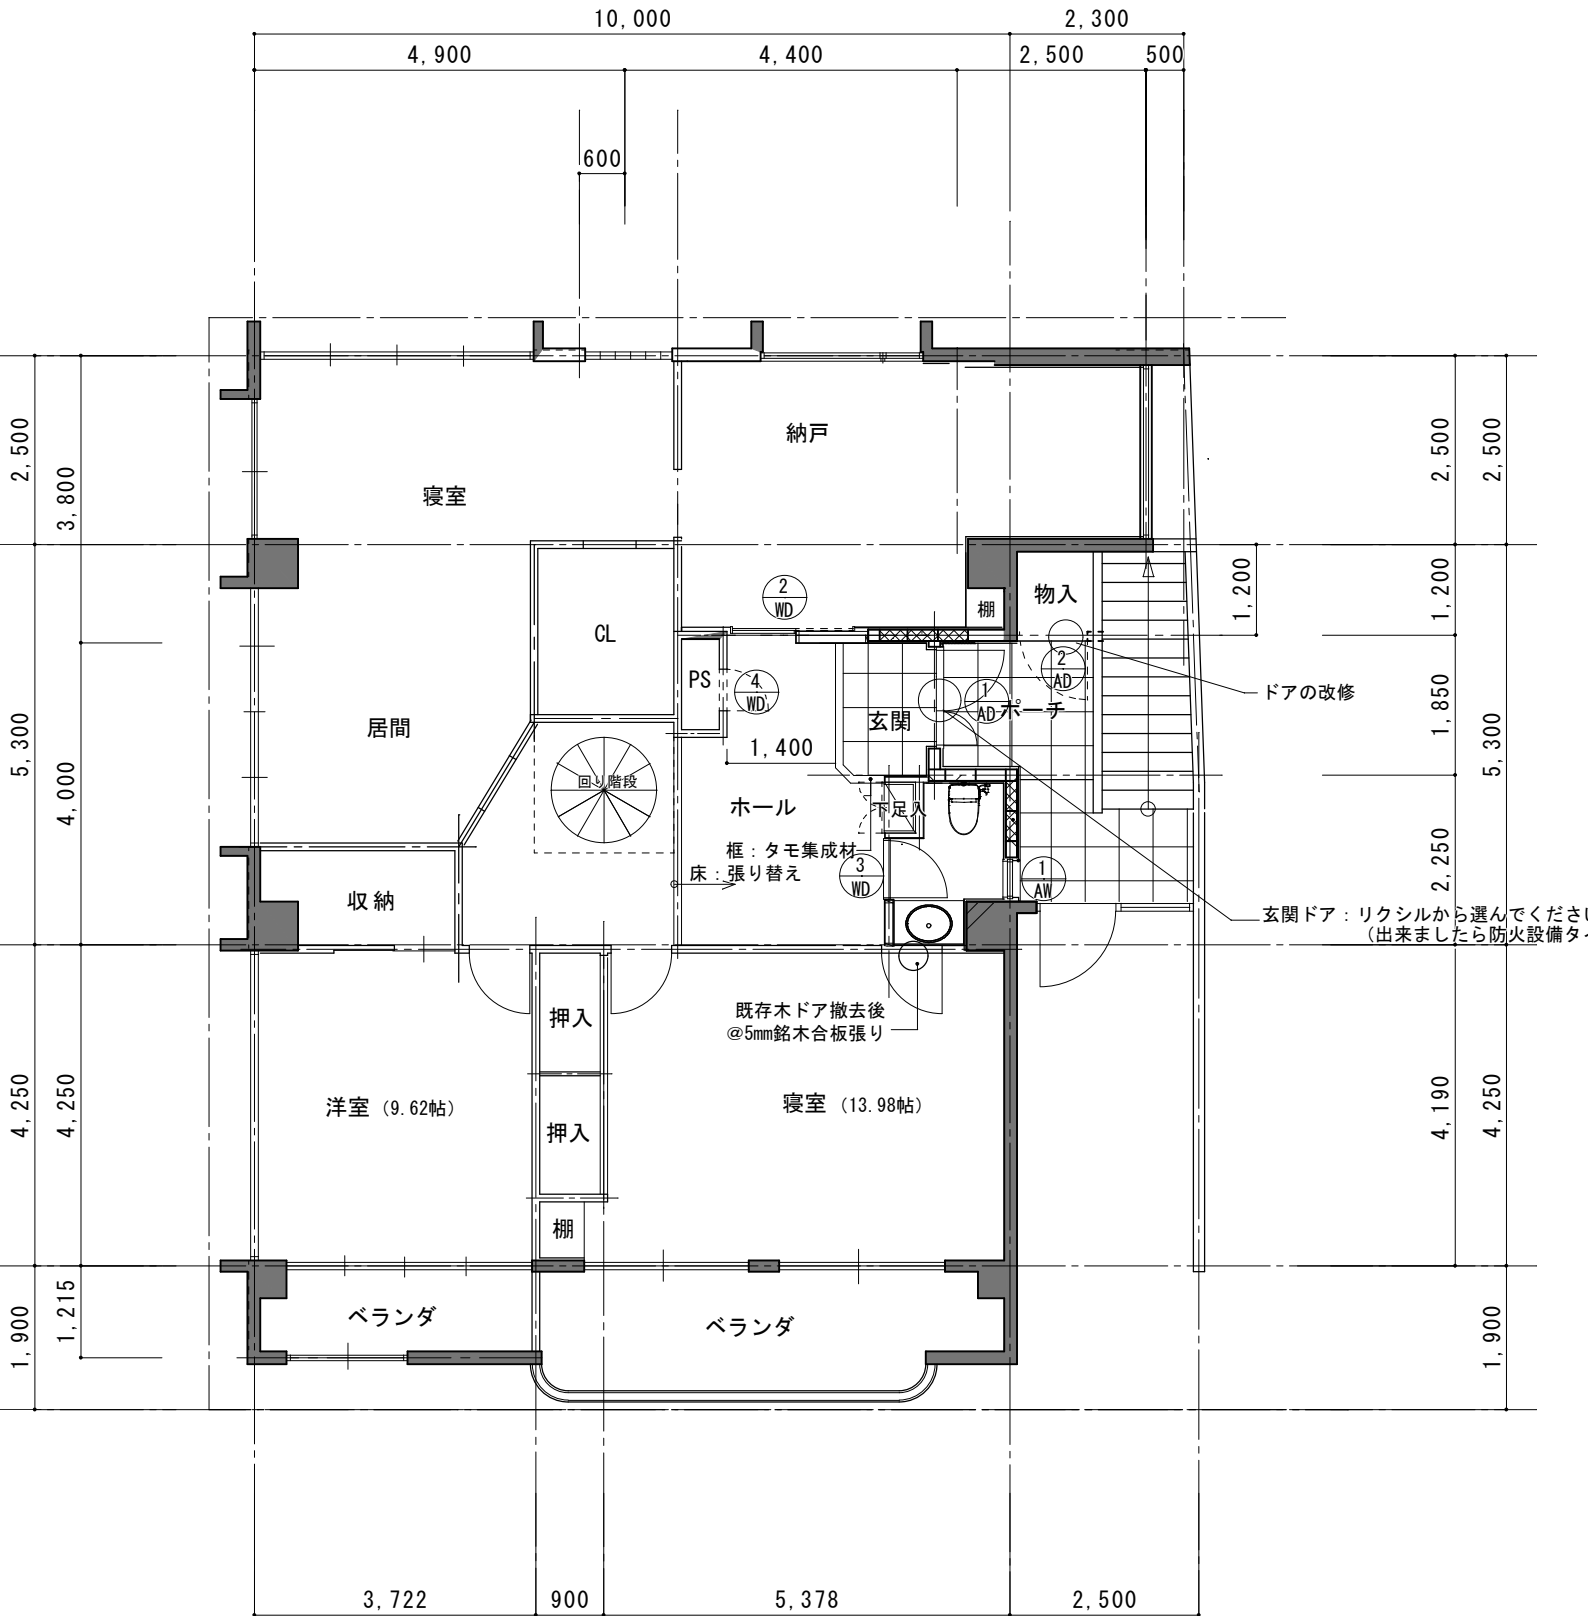 10,000
2,300
4,900
4,400
2,500
500
600
納戸
寝室
2,500
3,800
2,500
2,500
2
WD
棚
物入
1,200
1,200
CL
PS
4
WD
2
AD
1
AD
ポーチ
玄関
ドアの改修
1,850
5,300
居間
1,400
回り階段
5,300
4,000
ホール
下足入
框：タモ集成材
床：張り替え
3
WD
1
AW
2,250
収納
玄関ドア：リクシルから選んでください
（出来ましたら防火設備タイ
既存木ドア撤去後
@5mm銘木合板張り
押入
4,250
4,250
洋室（9.62帖）
寝室（13.98帖）
押入
4,190
4,250
棚
1,900
1,215
ベランダ
ベランダ
1,900
3,722
900
5,378
2,500